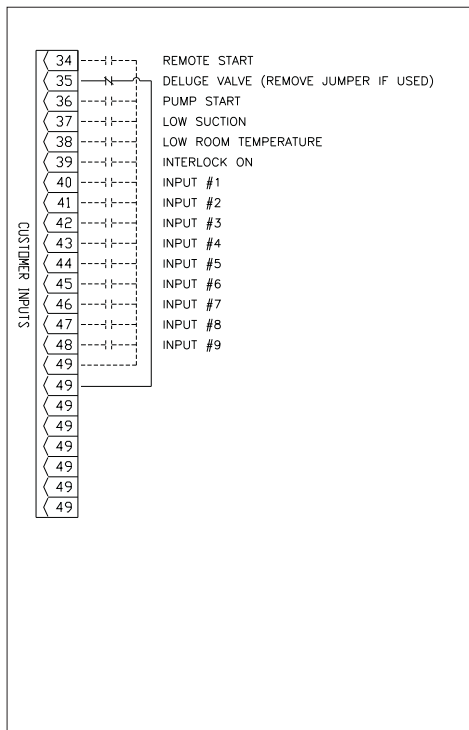 CUSTOMER INPUTS
34 REMOTE START
35 DELUGE VALVE (REMOVE JUMPER IF USED)
36 PUMP START
37 LOW SUCTION
38 LOW ROOM TEMPERATURE
39 INTERLOCK ON
40 INPUT #1
41 INPUT #2
42 INPUT #3
43 INPUT #4
44 INPUT #5
45 INPUT #6
46 INPUT #7
47 INPUT #8
48 INPUT #9
49
49
49
49
49
49
49
49